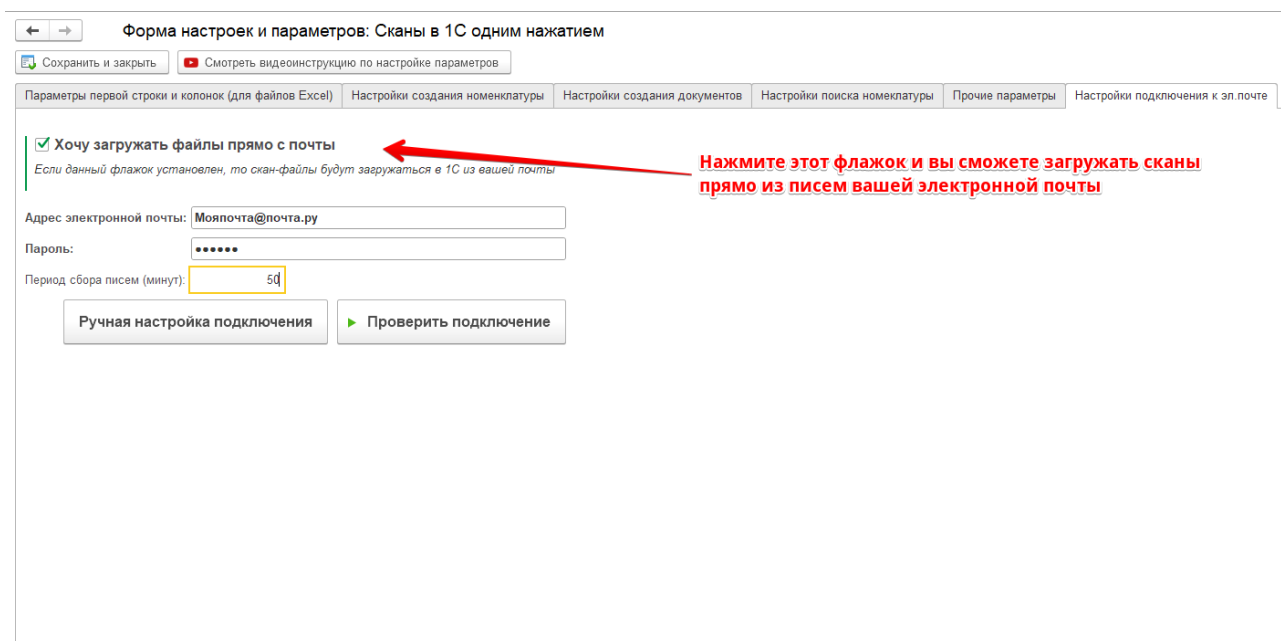 Форма настроек и параметров: Сканы в 1С одним нажатием
Сохранить и закрыть Смотреть видеоинструкцию по настройке параметров
Параметры первой строки и колонок (для файлов Excel) Настройки создания номенклатуры Настройки создания документов Настройки поиска номеклатуры Прочие параметры Настройки подключения к эл.почте
Хочу загружать файлы прямо с почты
Если данный флажок установлен, то скан-файлы будут загружаться в 1С из вашей почты
Нажмите этот флажок и вы сможете загружать сканы
прямо из писем вашей электронной почты
Адрес электронной почты: Мояпочта@почта.ру
Пароль: ••••••
Период сбора писем (минут): 50
Ручная настройка подключения Проверить подключение